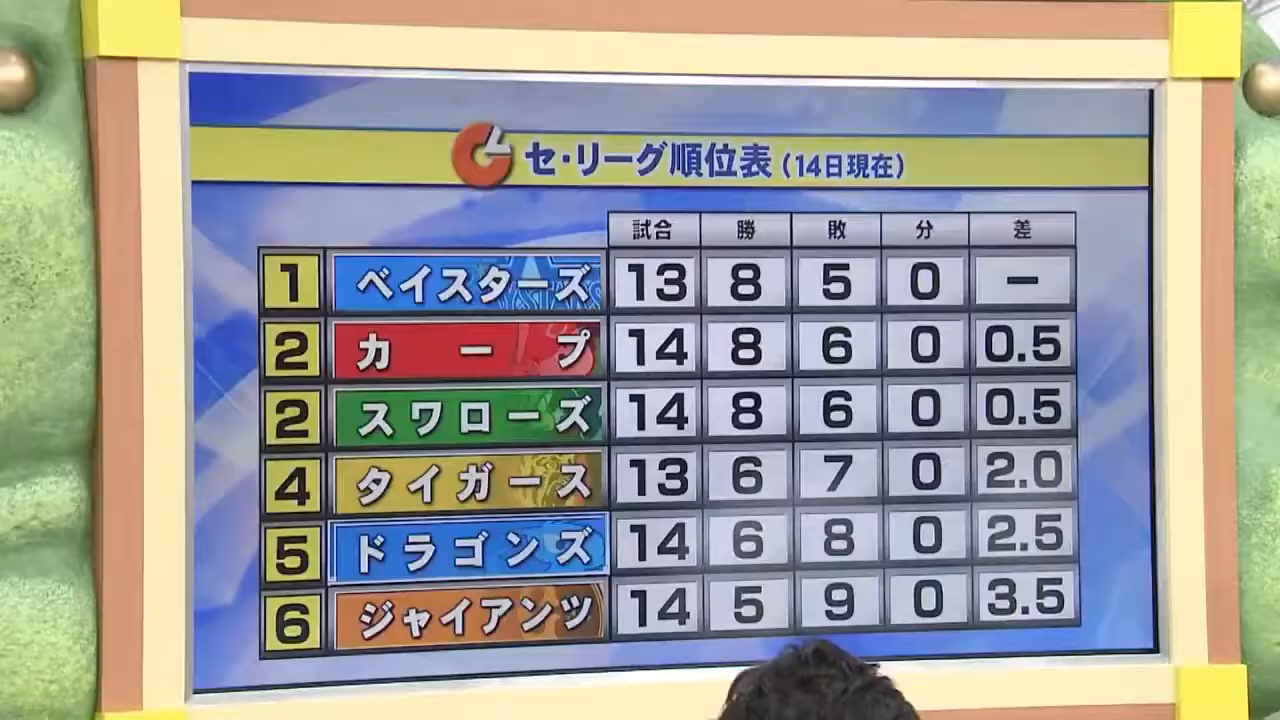 セ・リーグ順位表(14日現在)
試合 勝 敗 分 差
1 ベイスターズ 13 8 5 0 −
2 カープ 14 8 6 0 0.5
2 スワローズ 14 8 6 0 0.5
4 タイガース 13 6 7 0 2.0
5 ドラゴンズ 14 6 8 0 2.5
6 ジャイアンツ 14 5 9 0 3.5